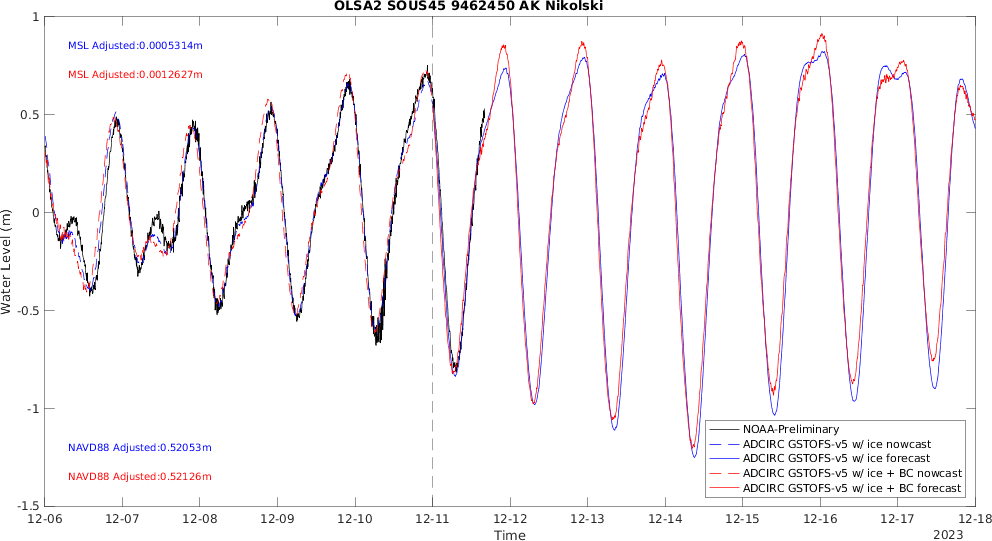 OLSA2 SOUS45 9462450 AK Nikolski
MSL Adjusted:0.0005314m
MSL Adjusted:0.0012627m
NAVD88 Adjusted:0.52053m
NAVD88 Adjusted:0.52126m
Water Level (m)
1
0.5
0
-0.5
-1
-1.5
NOAA-Preliminary
ADCIRC GSTOFS-v5 w/ ice nowcast
ADCIRC GSTOFS-v5 w/ ice forecast
ADCIRC GSTOFS-v5 w/ ice + BC nowcast
ADCIRC GSTOFS-v5 w/ ice + BC forecast
12-06 12-07 12-08 12-09 12-10 12-11 12-12 12-13 12-14 12-15 12-16 12-17 12-18
Time
2023